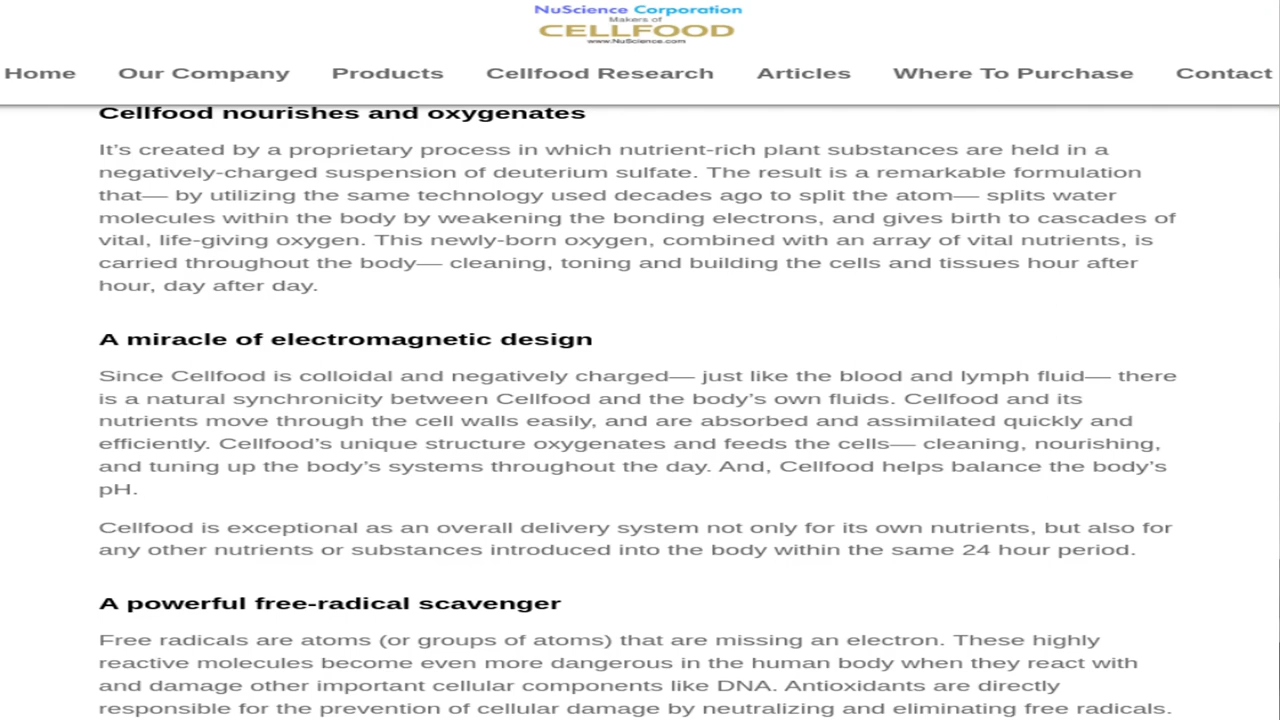 NuScience Corporation
Makers of
CELLFOOD
www.NuScience.com
Home Our Company Products Cellfood Research Articles Where To Purchase Contact
Cellfood nourishes and oxygenates
It’s created by a proprietary process in which nutrient-rich plant substances are held in a
negatively-charged suspension of deuterium sulfate. The result is a remarkable formulation
that— by utilizing the same technology used decades ago to split the atom— splits water
molecules within the body by weakening the bonding electrons, and gives birth to cascades of
vital, life-giving oxygen. This newly-born oxygen, combined with an array of vital nutrients, is
carried throughout the body— cleaning, toning and building the cells and tissues hour after
hour, day after day.
A miracle of electromagnetic design
Since Cellfood is colloidal and negatively charged— just like the blood and lymph fluid— there
is a natural synchronicity between Cellfood and the body’s own fluids. Cellfood and its
nutrients move through the cell walls easily, and are absorbed and assimilated quickly and
efficiently. Cellfood’s unique structure oxygenates and feeds the cells— cleaning, nourishing,
and tuning up the body’s systems throughout the day. And, Cellfood helps balance the body’s
pH.
Cellfood is exceptional as an overall delivery system not only for its own nutrients, but also for
any other nutrients or substances introduced into the body within the same 24 hour period.
A powerful free-radical scavenger
Free radicals are atoms (or groups of atoms) that are missing an electron. These highly
reactive molecules become even more dangerous in the human body when they react with
and damage other important cellular components like DNA. Antioxidants are directly
responsible for the prevention of cellular damage by neutralizing and eliminating free radicals.